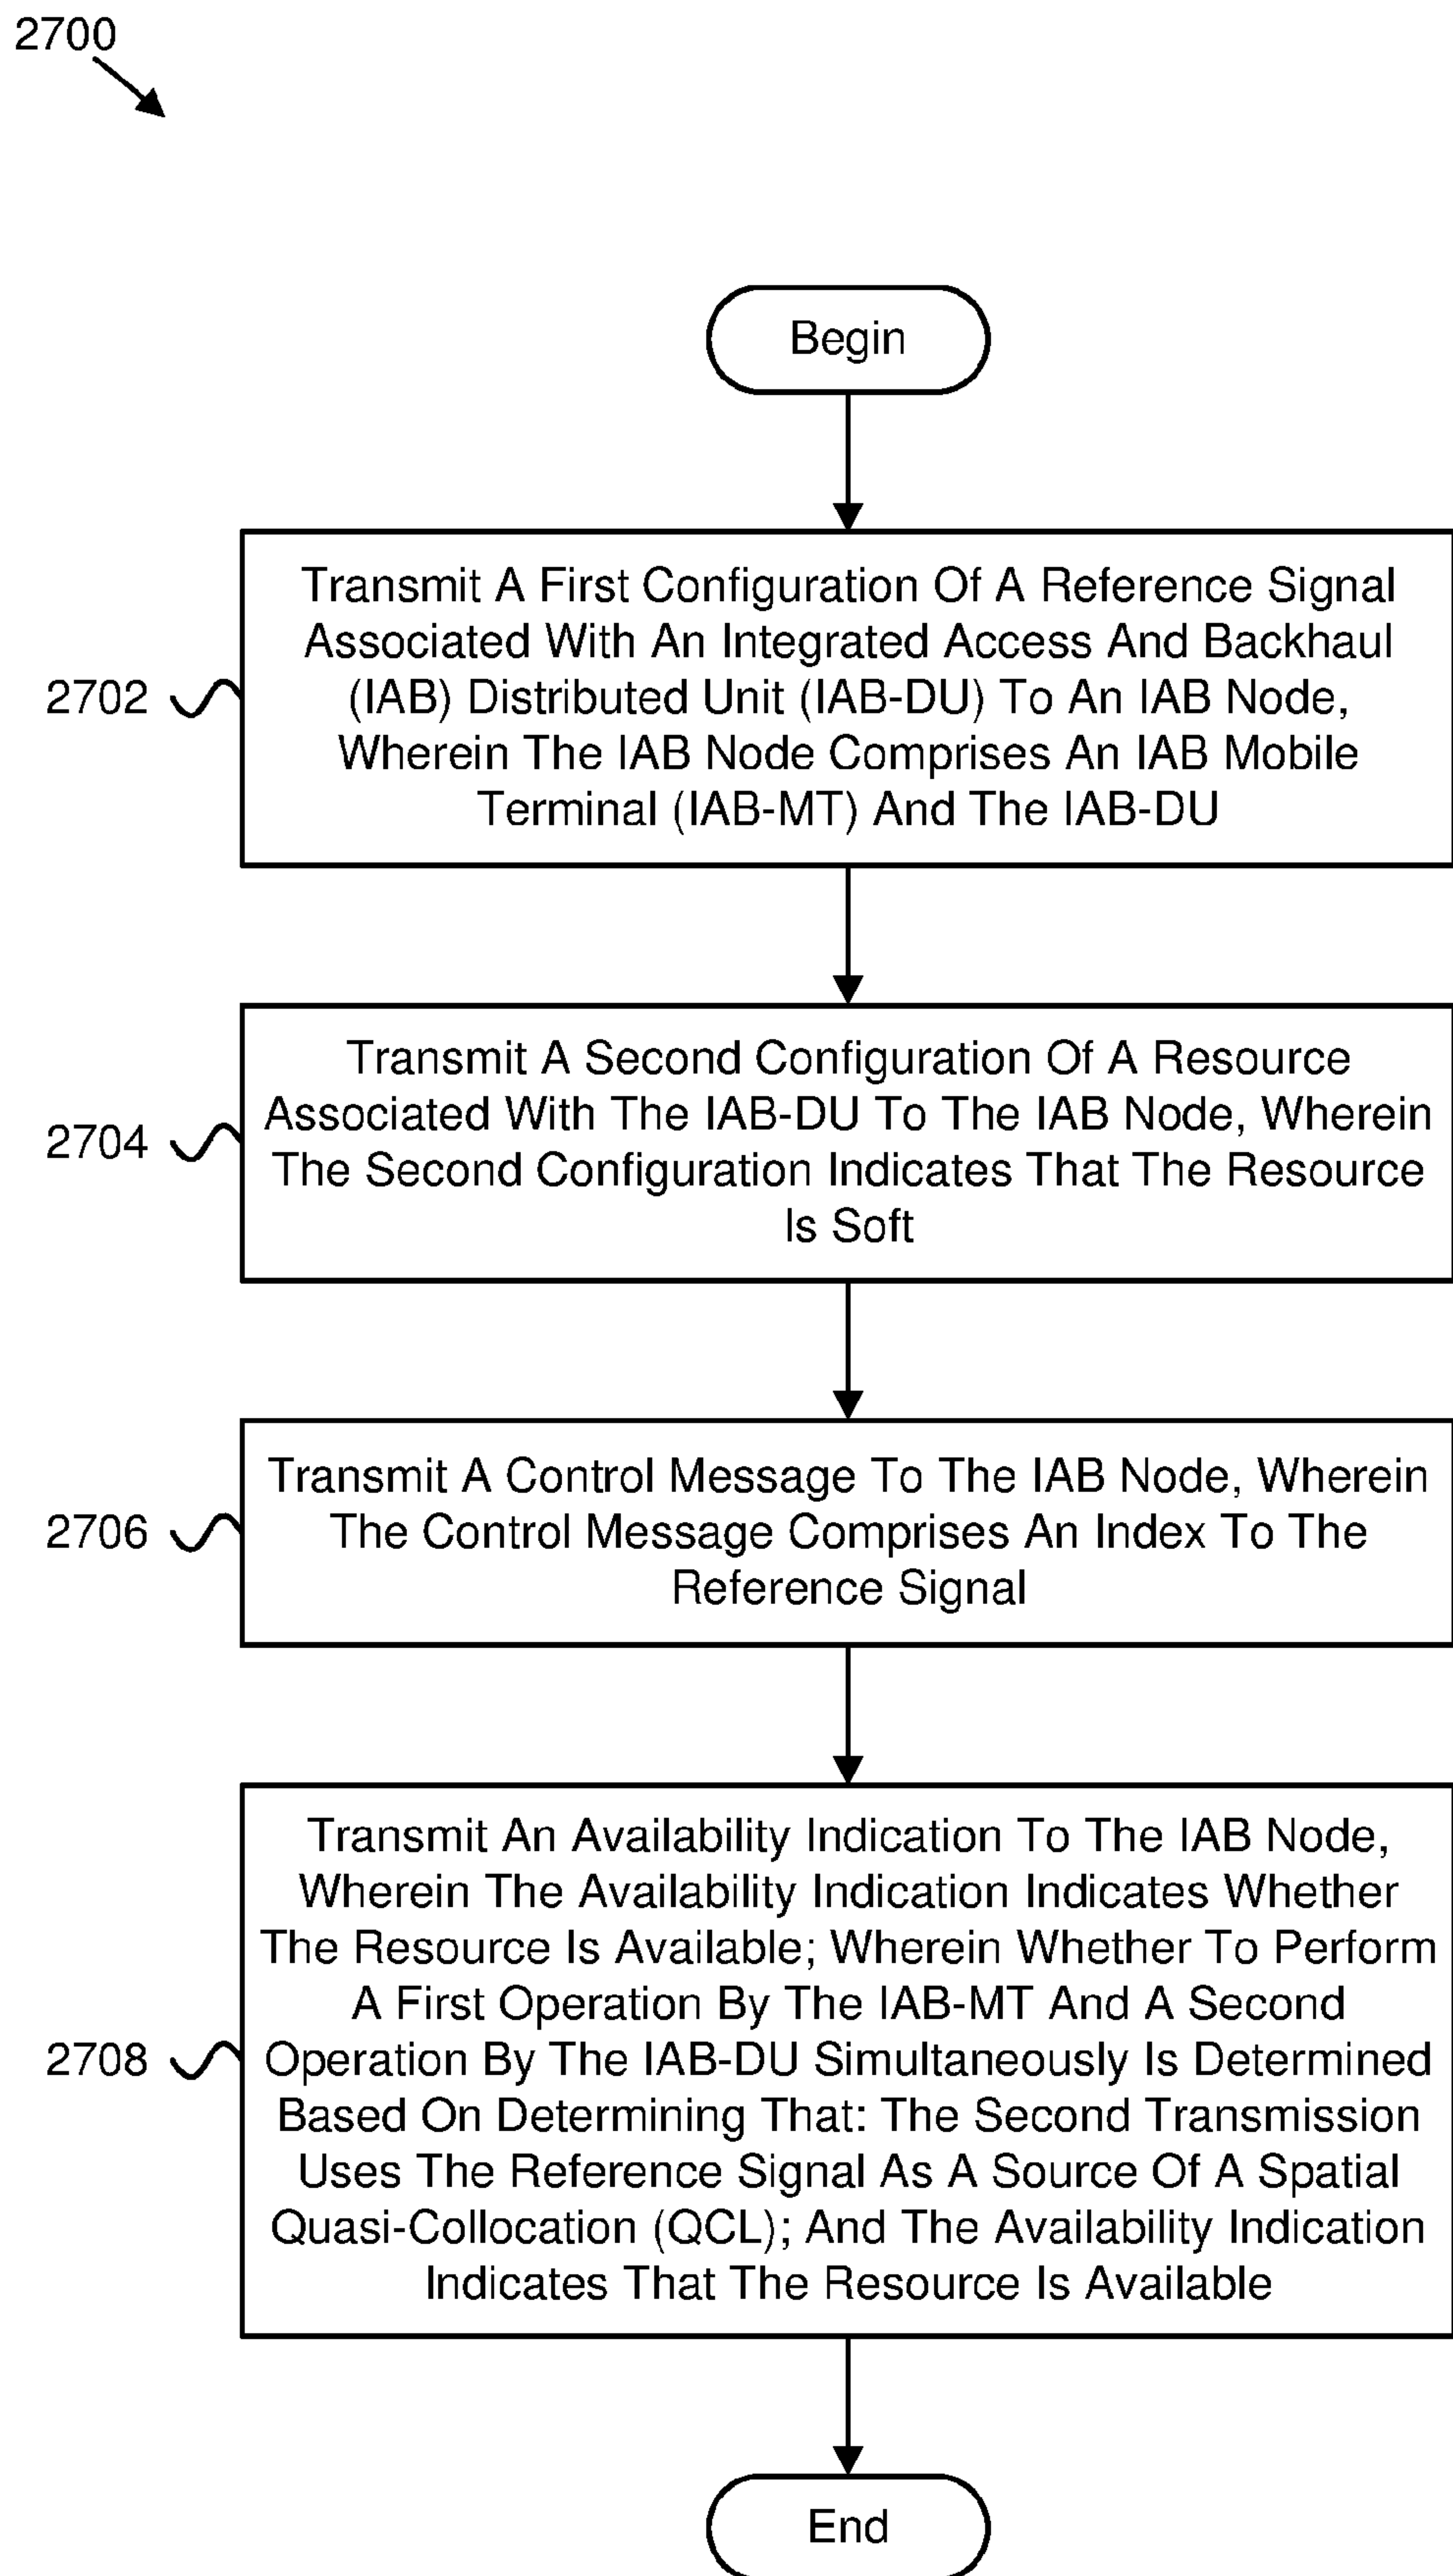 2700
Begin
2702
Transmit A First Configuration Of A Reference Signal
Associated With An Integrated Access And Backhaul
(IAB) Distributed Unit (IAB-DU) To An IAB Node,
Wherein The IAB Node Comprises An IAB Mobile
Terminal (IAB-MT) And The IAB-DU
2704
Transmit A Second Configuration Of A Resource
Associated With The IAB-DU To The IAB Node, Wherein
The Second Configuration Indicates That The Resource
Is Soft
2706
Transmit A Control Message To The IAB Node, Wherein
The Control Message Comprises An Index To The
Reference Signal
2708
Transmit An Availability Indication To The IAB Node,
Wherein The Availability Indication Indicates Whether
The Resource Is Available; Wherein Whether To Perform
A First Operation By The IAB-MT And A Second
Operation By The IAB-DU Simultaneously Is Determined
Based On Determining That: The Second Transmission
Uses The Reference Signal As A Source Of A Spatial
Quasi-Collocation (QCL); And The Availability Indication
Indicates That The Resource Is Available
End